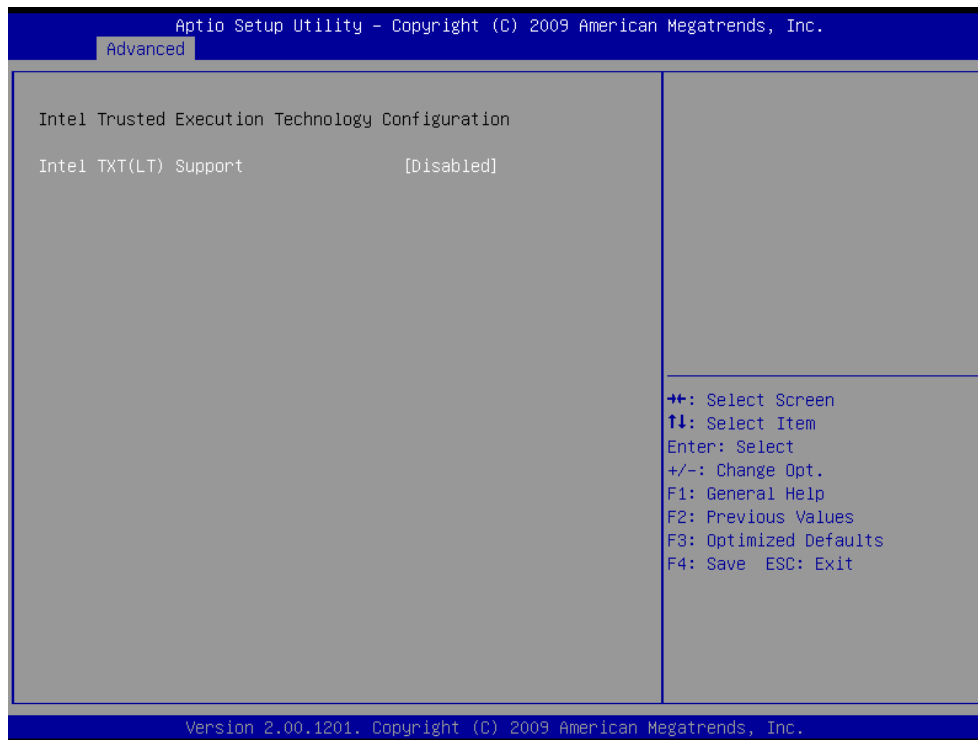 Aptio Setup Utility – Copyright (C) 2009 American Megatrends, Inc.
Advanced
Intel Trusted Execution Technology Configuration
Intel TXT(LT) Support [Disabled]
→←: Select Screen
↑↓: Select Item
Enter: Select
+/-: Change Opt.
F1: General Help
F2: Previous Values
F3: Optimized Defaults
F4: Save ESC: Exit
Version 2.00.1201. Copyright (C) 2009 American Megatrends, Inc.